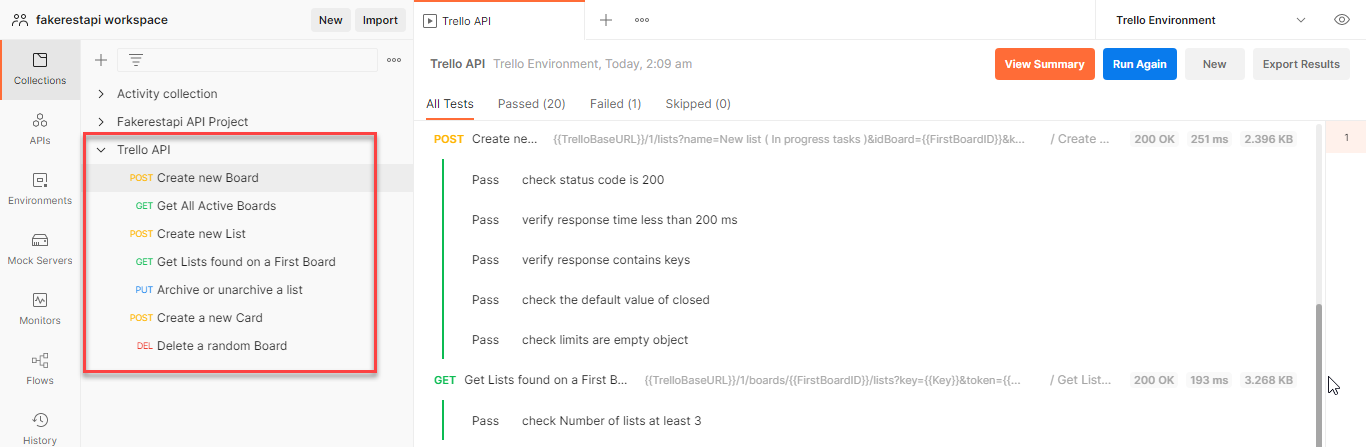 fakerestapi workspace
New
Import
Trello API
Trello Environment
Collections
APIs
Environments
Mock Servers
Monitors
Flows
History
Activity collection
Fakerestapi API Project
Trello API
POST Create new Board
GET Get All Active Boards
POST Create new List
GET Get Lists found on a First Board
PUT Archive or unarchive a list
POST Create a new Card
DEL Delete a random Board
Trello API Trello Environment, Today, 2:09 am
View Summary
Run Again
New
Export Results
All Tests Passed (20) Failed (1) Skipped (0)
POST Create ne... {{TrelloBaseURL}}/1/lists?name=New list ( In progress tasks )&idBoard={{FirstBoardID}}&k... / Create ... 200 OK 251 ms 2.396 KB
1
Pass check status code is 200
Pass verify response time less than 200 ms
Pass verify response contains keys
Pass check the default value of closed
Pass check limits are empty object
GET Get Lists found on a First B... {{TrelloBaseURL}}/1/boards/{{FirstBoardID}}/lists?key={{Key}}&token={{... / Get List... 200 OK 193 ms 3.268 KB
Pass check Number of lists at least 3